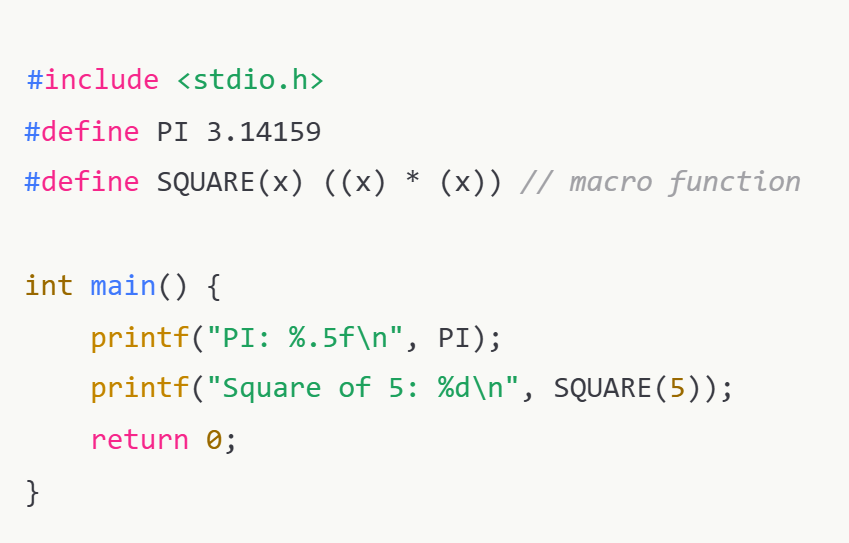 #include <stdio.h>
#define PI 3.14159
#define SQUARE(x) ((x) * (x)) // macro function
int main() {
    printf("PI: %.5f\n", PI);
    printf("Square of 5: %d\n", SQUARE(5));
    return 0;
}